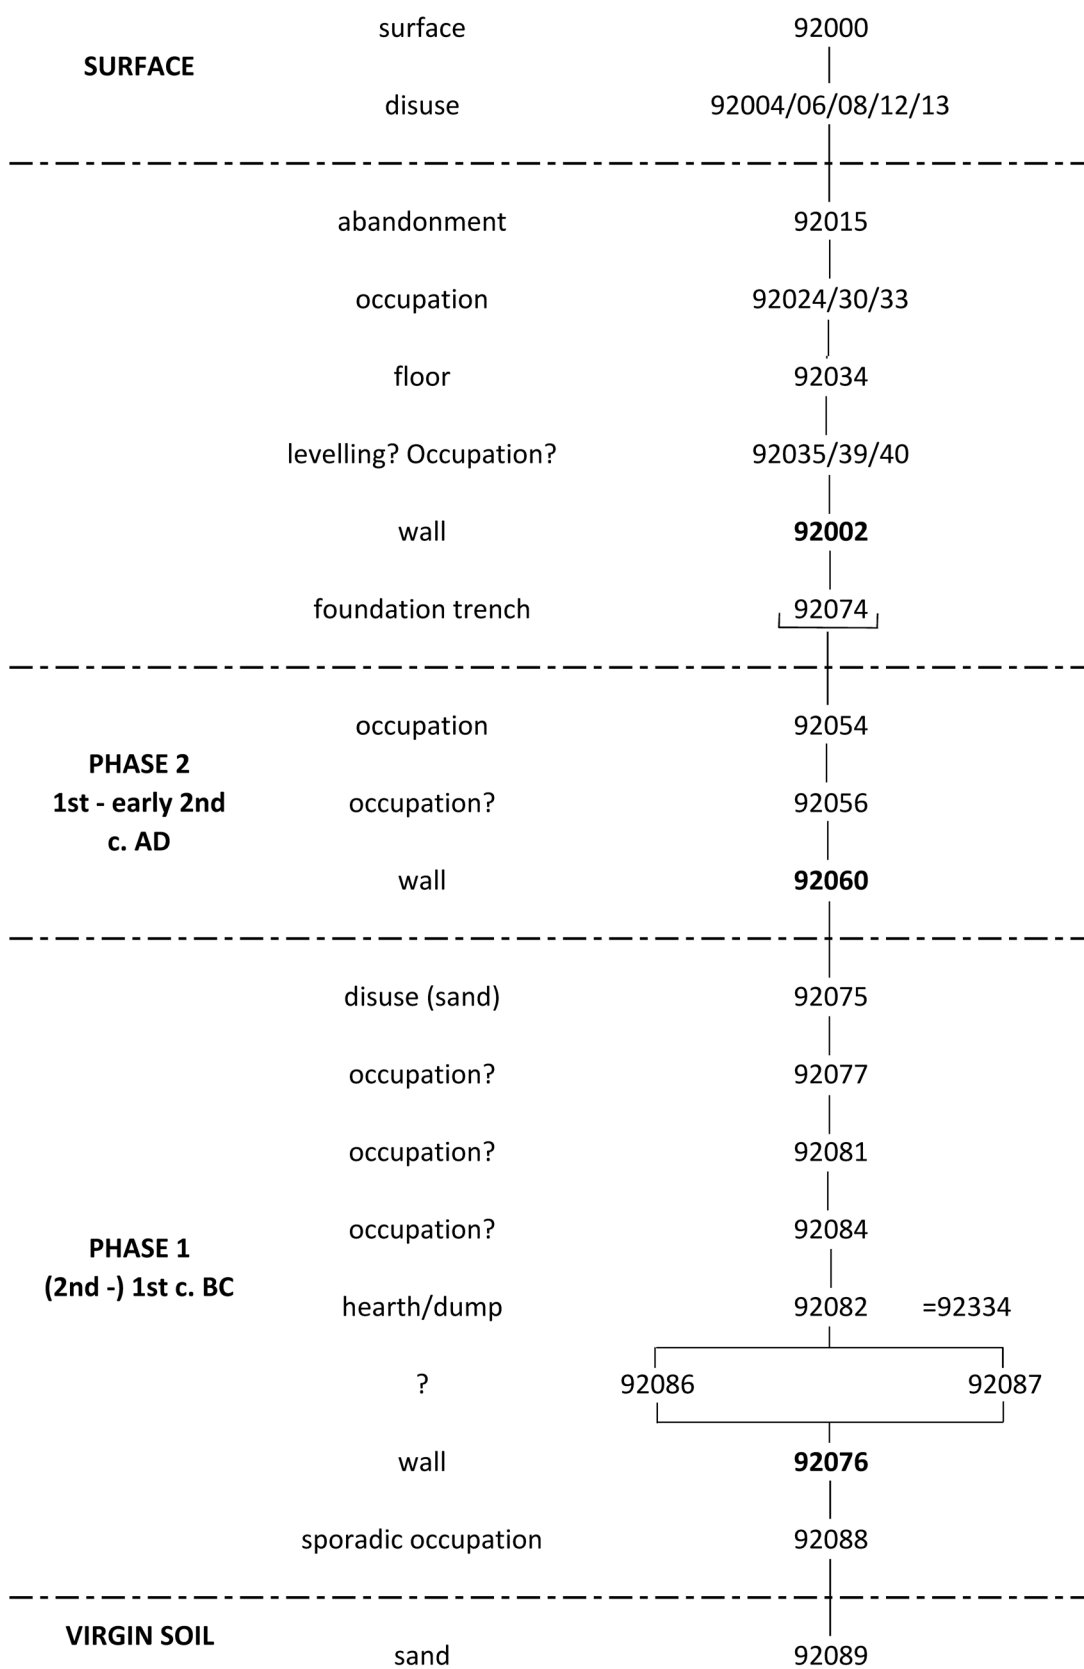 surface 92000
SURFACE
disuse 92004/06/08/12/13
abandonment 92015
occupation 92024/30/33
floor 92034
levelling? Occupation? 92035/39/40
wall 92002
foundation trench 92074
occupation 92054
PHASE 2
1st - early 2nd occupation? 92056
c. AD
wall 92060
disuse (sand) 92075
occupation? 92077
occupation? 92081
occupation? 92084
PHASE 1
(2nd -) 1st c. BC
hearth/dump 92082 =92334
? 92086 92087
wall 92076
sporadic occupation 92088
VIRGIN SOIL
sand 92089